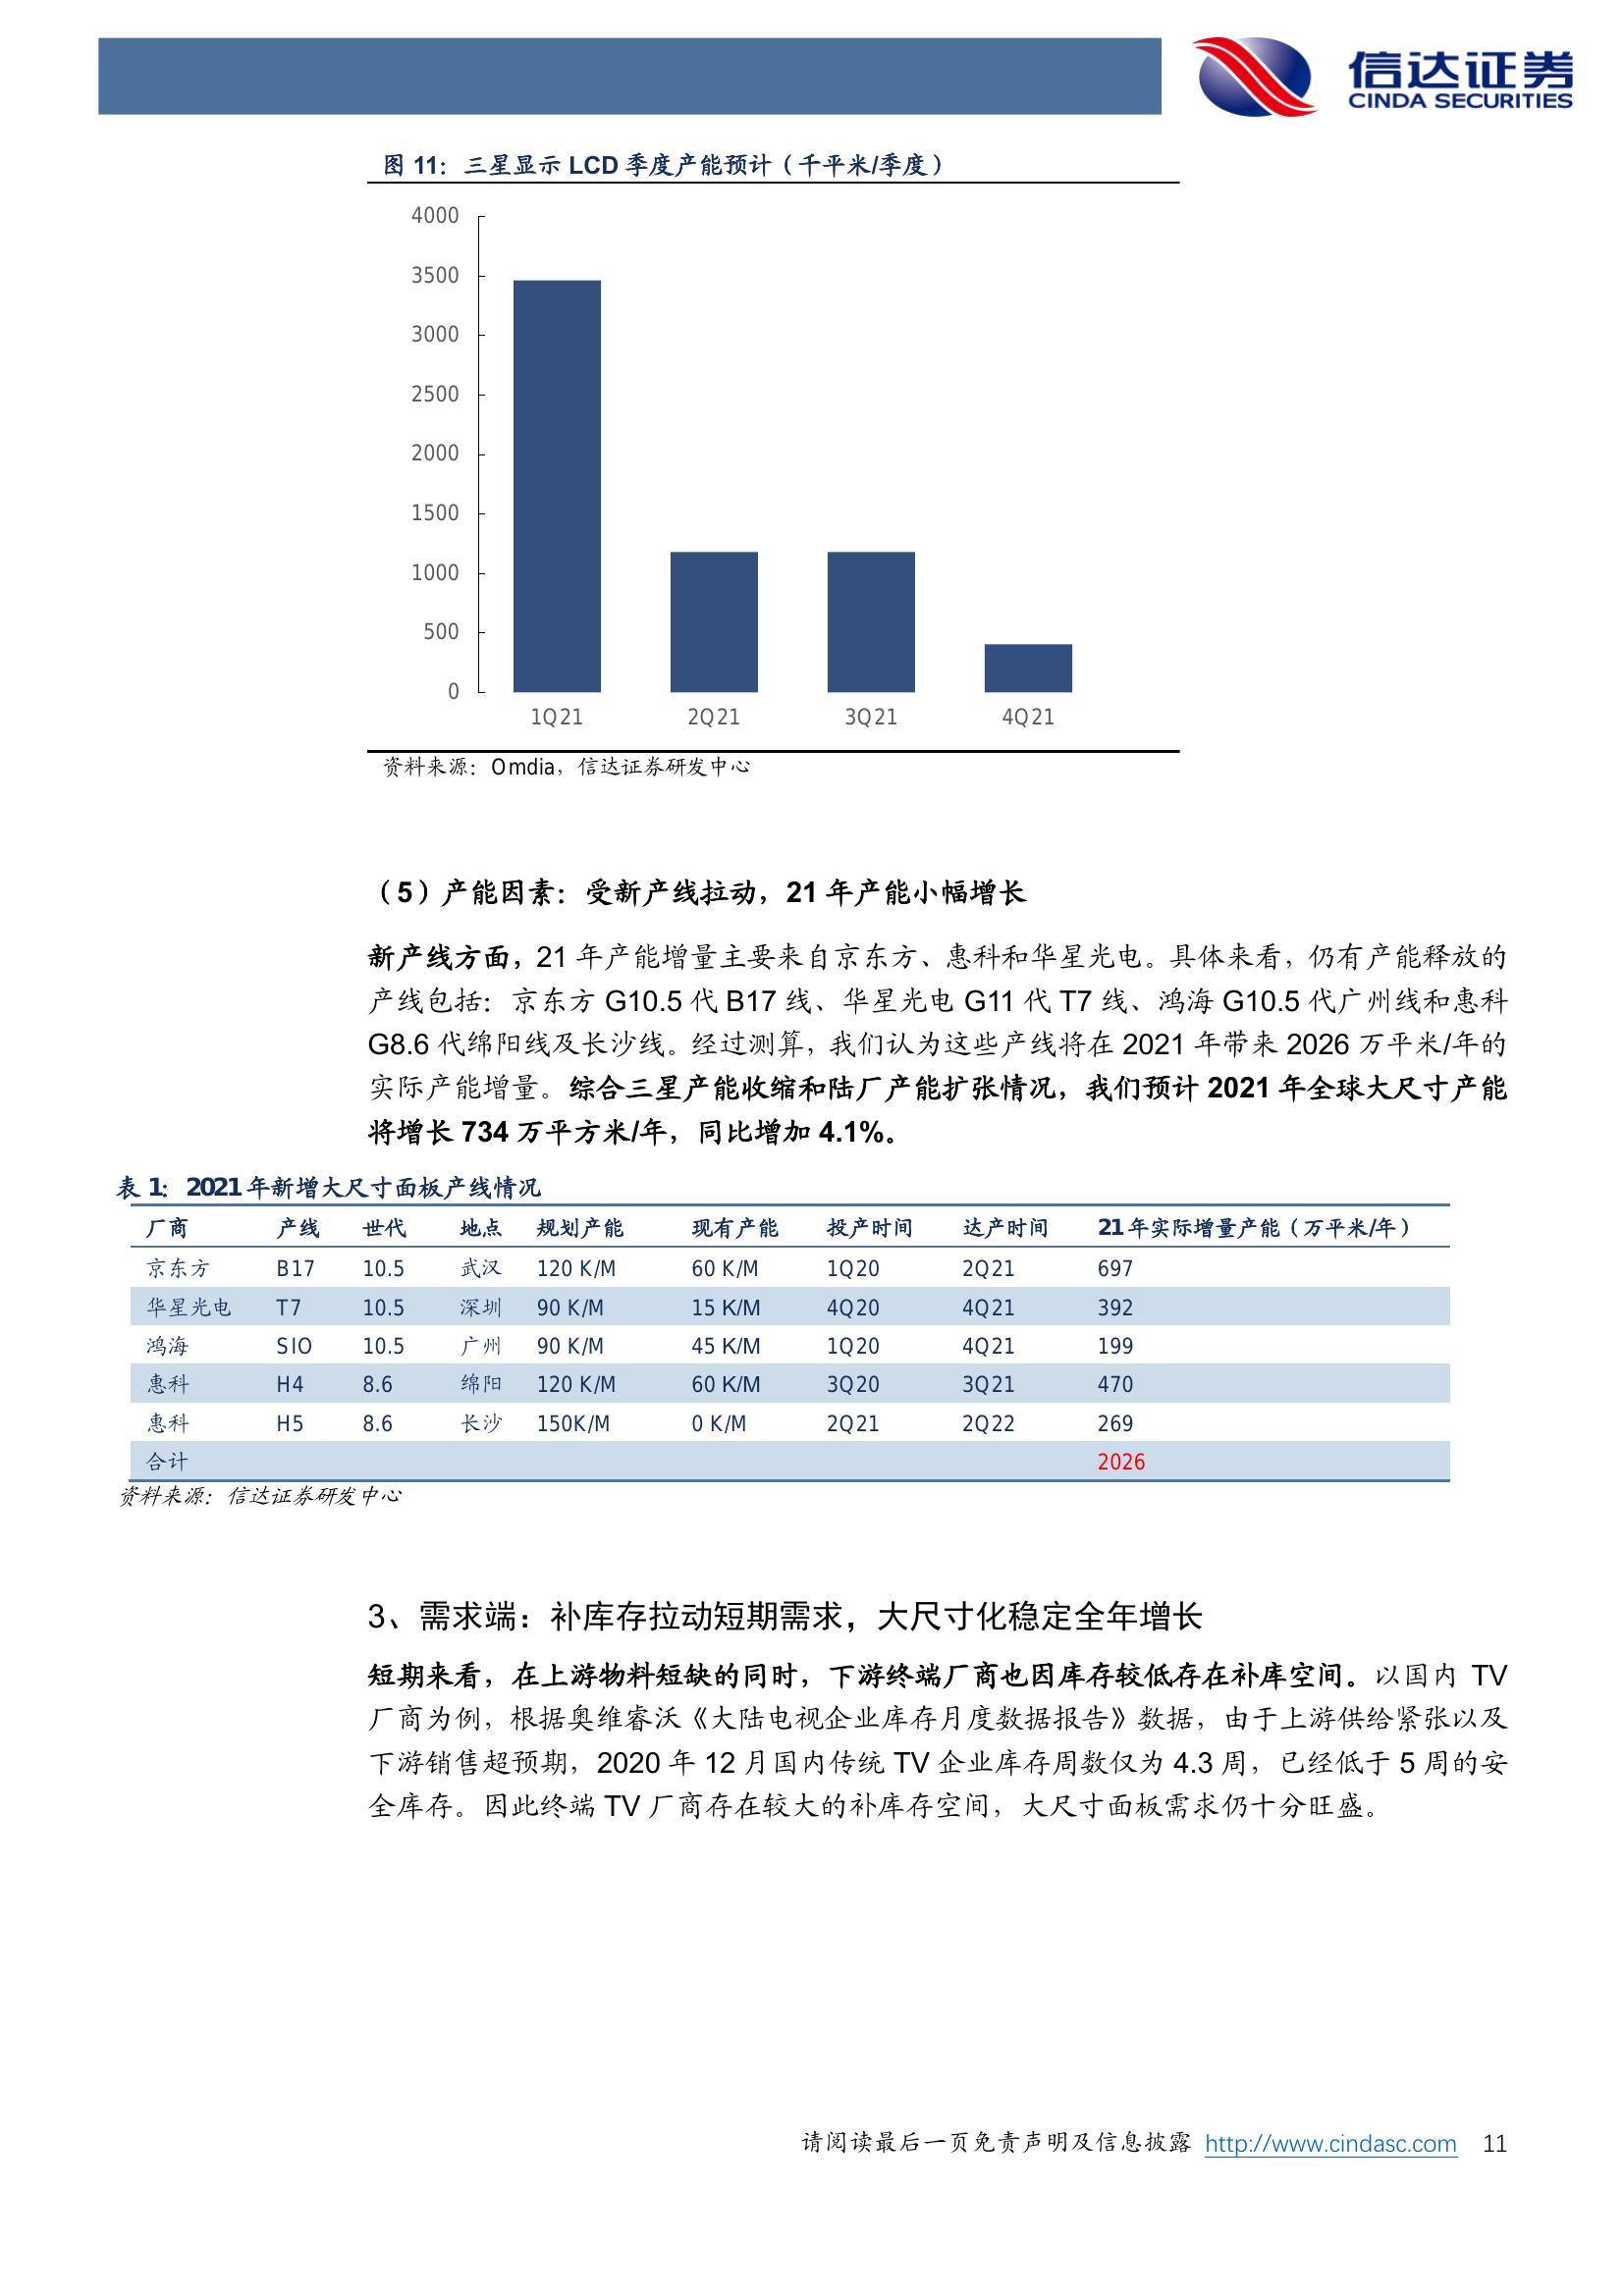 信达证券
CINDA SECURITIES
图 11：三星显示 LCD 季度产能预计（千平米/季度）
4000
3500
3000
2500
2000
1500
1000
500
0
1Q21 2Q21 3Q21 4Q21
资料来源：Omdia，信达证券研发中心
（5）产能因素：受新产线拉动，21 年产能小幅增长
新产线方面，21 年产能增量主要来自京东方、惠科和华星光电。具体来看，仍有产能释放的
产线包括：京东方 G10.5 代 B17 线、华星光电 G11 代 T7 线、鸿海 G10.5 代广州线和惠科
G8.6 代绵阳线及长沙线。经过测算，我们认为这些产线将在 2021 年带来 2026 万平米/年的
实际产能增量。综合三星产能收缩和陆厂产能扩张情况，我们预计 2021 年全球大尺寸产能
将增长 734 万平方米/年，同比增加 4.1%。
表 1：2021 年新增大尺寸面板产线情况
厂商 产线 世代 地点 规划产能 现有产能 投产时间 达产时间 21 年实际增量产能（万平米/年）
京东方 B17 10.5 武汉 120 K/M 60 K/M 1Q20 2Q21 697
华星光电 T7 10.5 深圳 90 K/M 15 K/M 4Q20 4Q21 392
鸿海 SIO 10.5 广州 90 K/M 45 K/M 1Q20 4Q21 199
惠科 H4 8.6 绵阳 120 K/M 60 K/M 3Q20 3Q21 470
惠科 H5 8.6 长沙 150K/M 0 K/M 2Q21 2Q22 269
合计 2026
资料来源：信达证券研发中心
3、需求端：补库存拉动短期需求，大尺寸化稳定全年增长
短期来看，在上游物料短缺的同时，下游终端厂商也因库存较低存在补库空间。以国内 TV
厂商为例，根据奥维睿沃《大陆电视企业库存月度数据报告》数据，由于上游供给紧张以及
下游销售超预期，2020 年 12 月国内传统 TV 企业库存周数仅为 4.3 周，已经低于 5 周的安
全库存。因此终端 TV 厂商存在较大的补库存空间，大尺寸面板需求仍十分旺盛。
请阅读最后一页免责声明及信息披露 http://www.cindasc.com 11